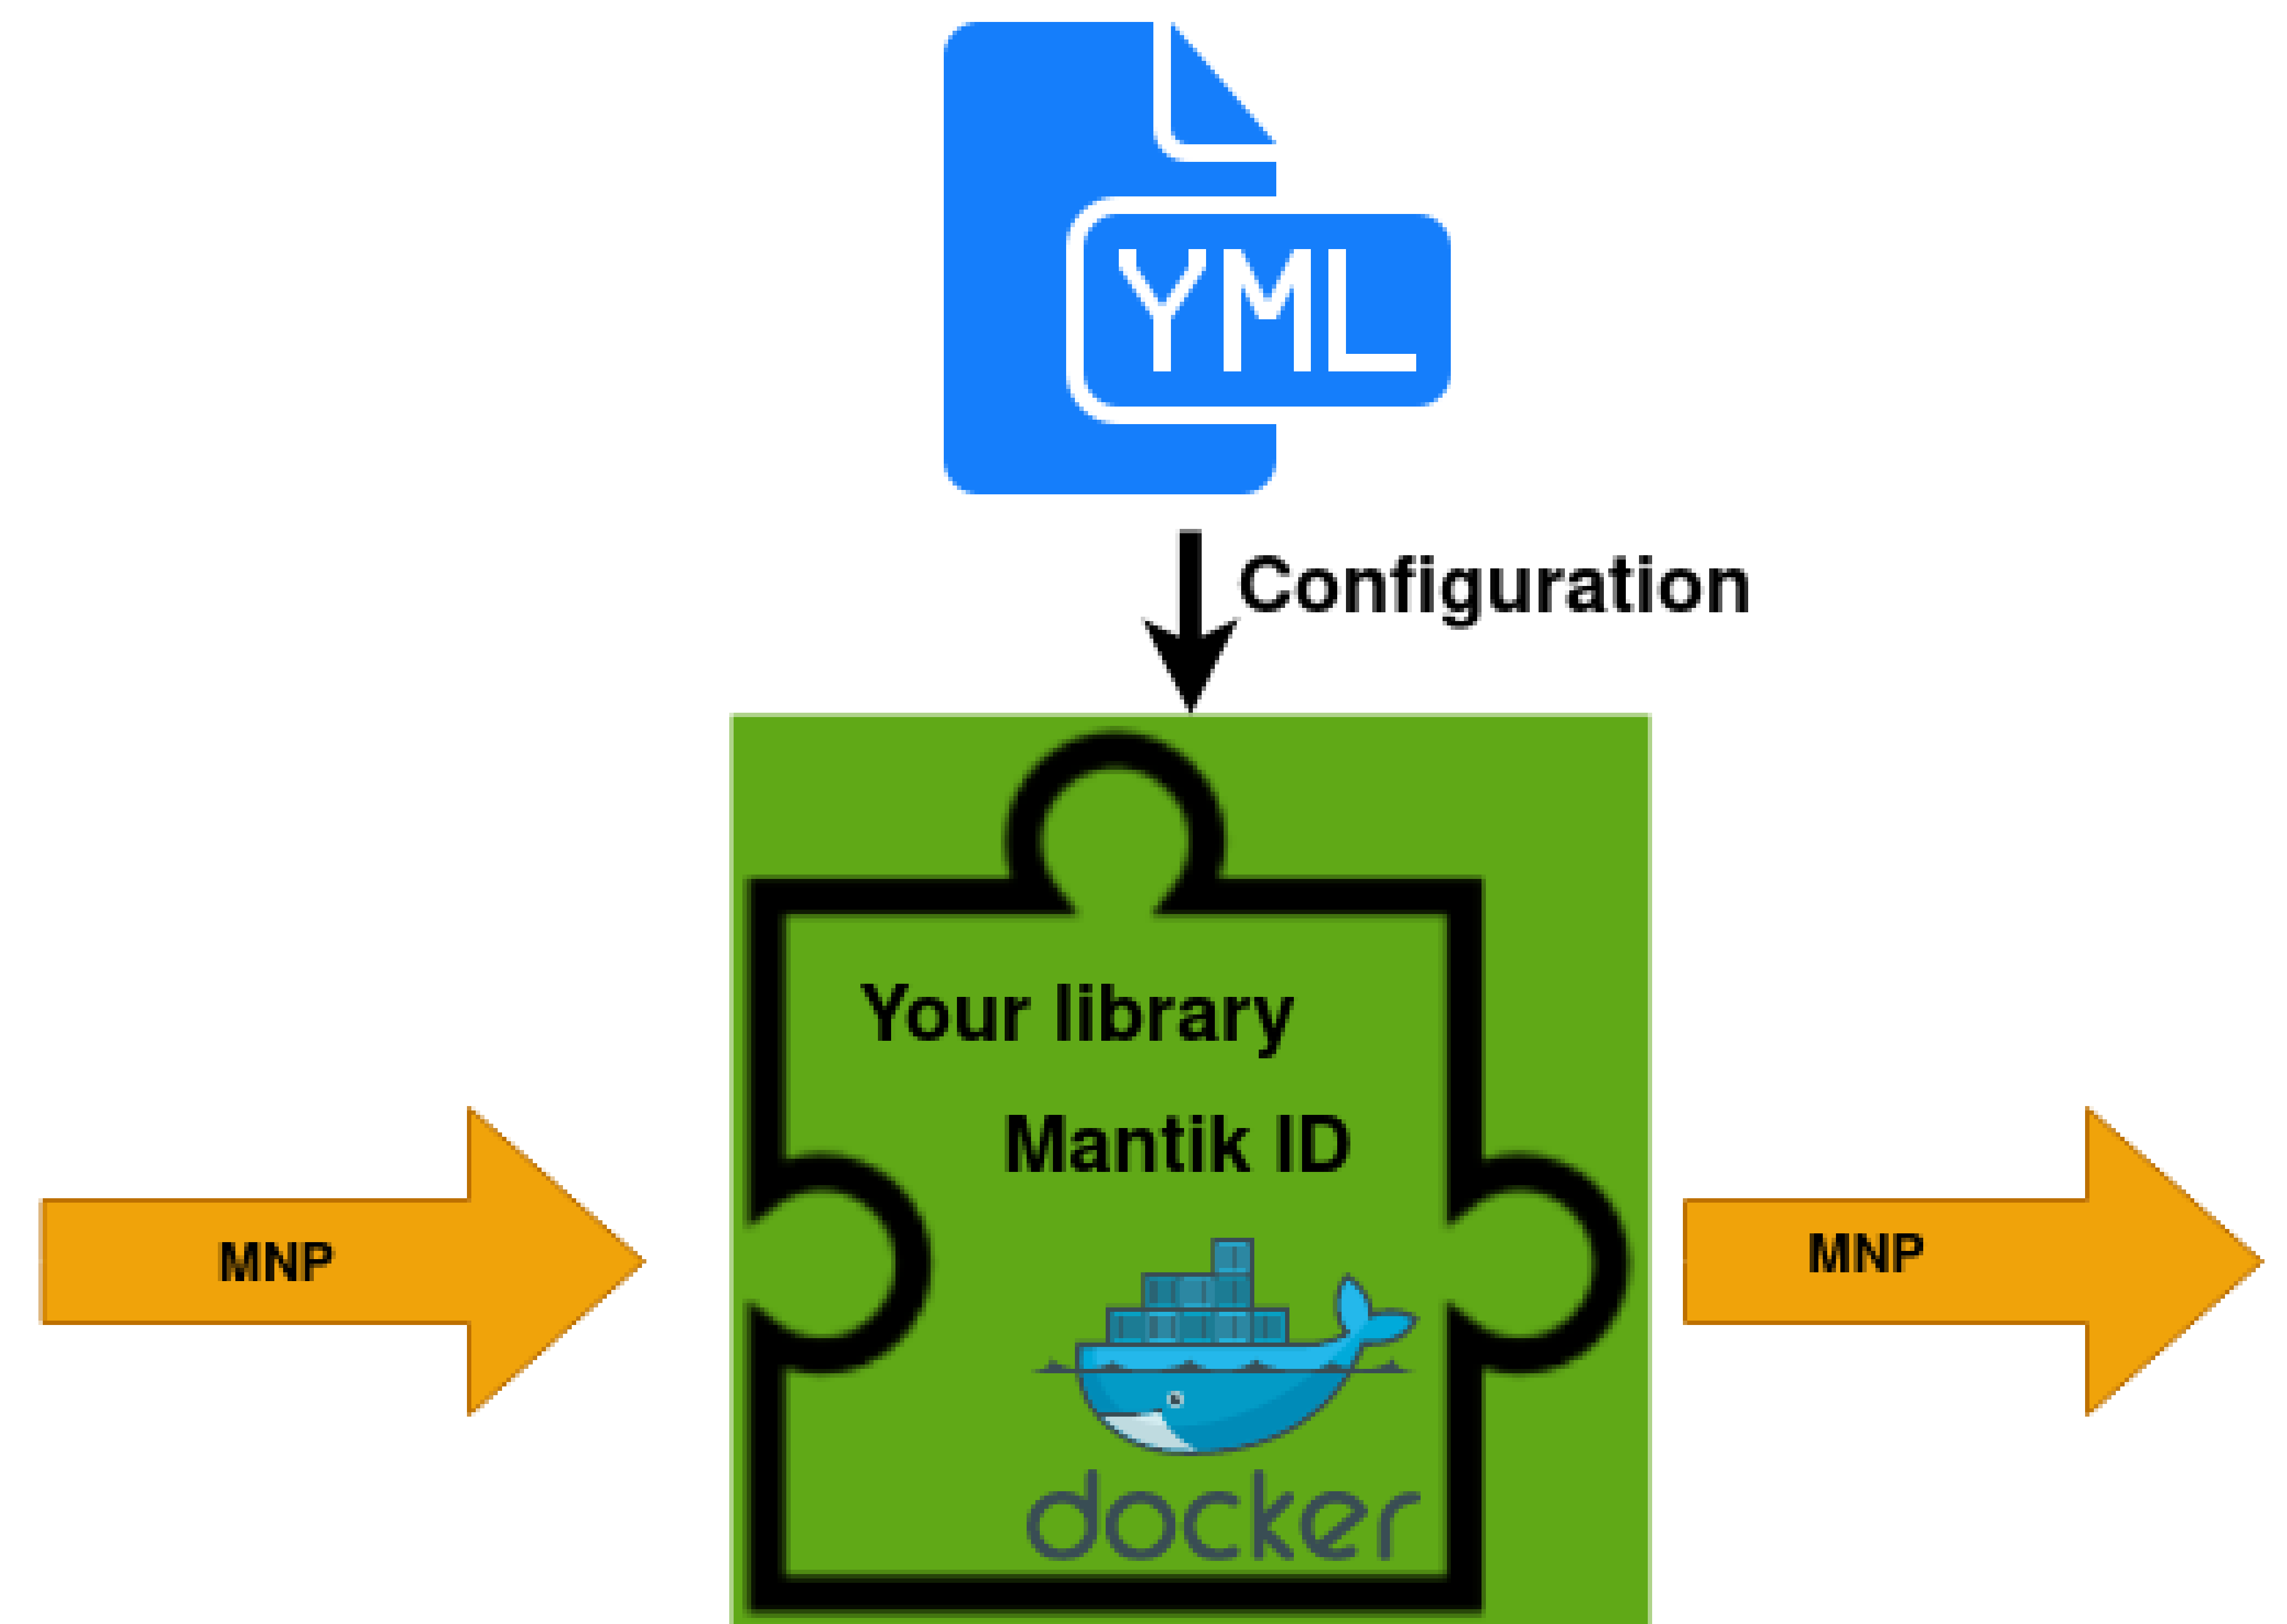 YML
Configuration
Your library
Mantik ID
MNP
MNP
docker